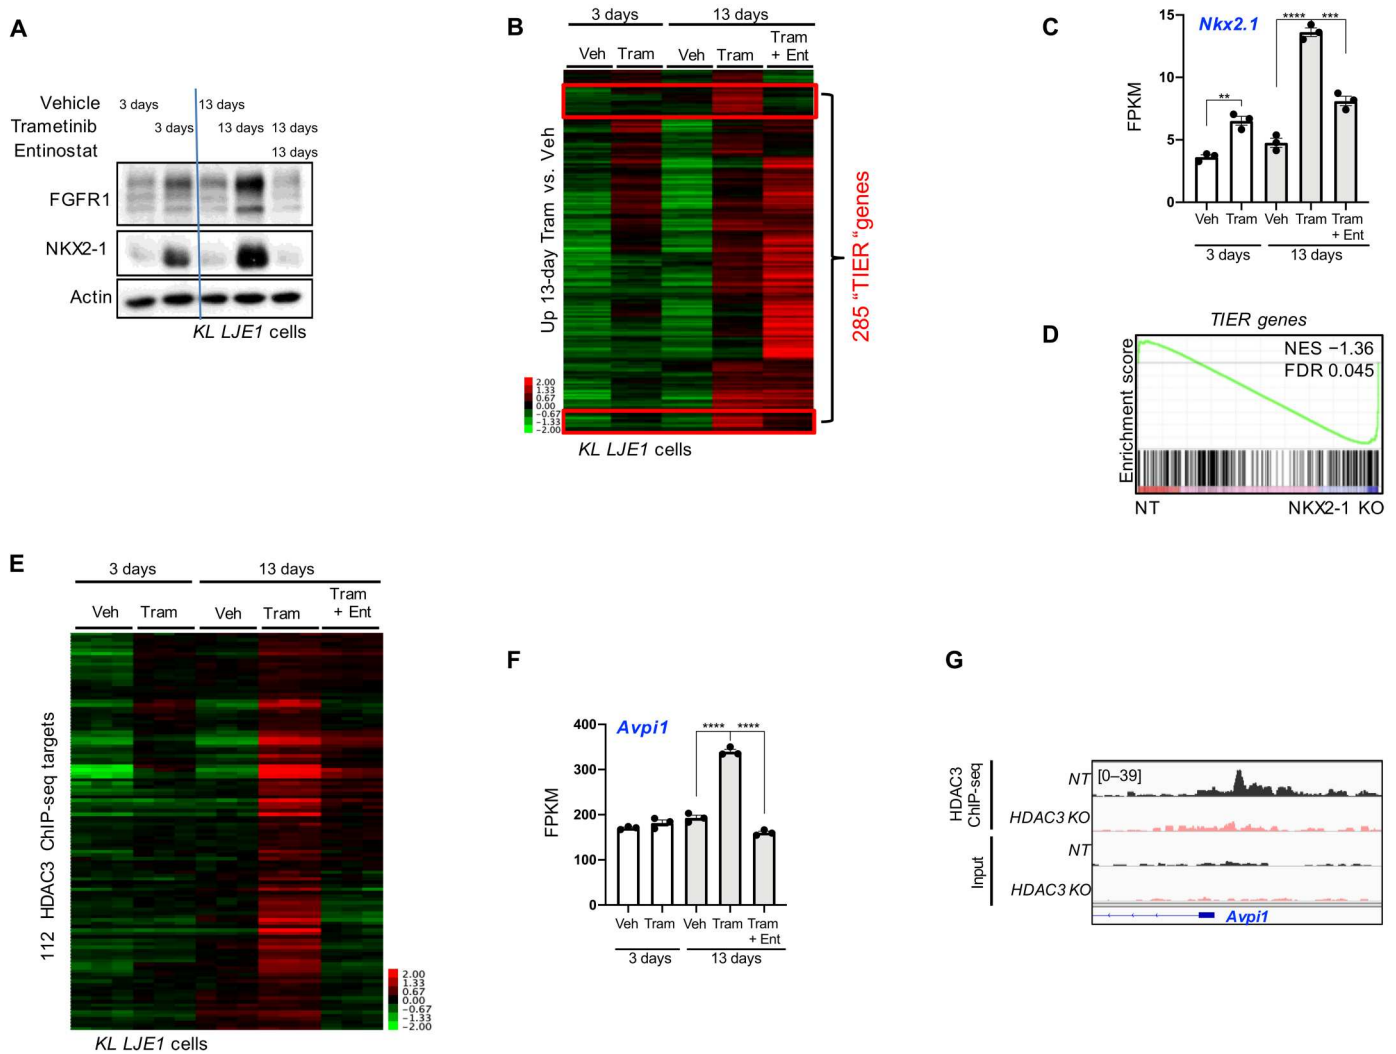 A
Vehicle 3 days 13 days
Trametinib 3 days 13 days 13 days
Entinostat 13 days
FGFR1
NKX2-1
Actin
KL LJE1 cells
B
3 days 13 days
Veh Tram Veh Tram Tram + Ent
Up 13-day Tram vs. Veh
285 “TIER “genes
2.00
1.33
0.67
0.00
−0.67
−1.33
−2.00
KL LJE1 cells
C
Nkx2.1
**** ***
**
FPKM
15
10
5
0
Veh Tram Veh Tram Tram
+ Ent
3 days 13 days
D
TIER genes
NES −1.36
FDR 0.045
Enrichment score
NT NKX2-1 KO
E
3 days 13 days
Veh Tram Veh Tram Tram
+ Ent
112 HDAC3 ChIP-seq targets
2.00
1.33
0.67
0.00
−0.67
−1.33
−2.00
KL LJE1 cells
F
Avpi1
**** ****
FPKM
400
300
200
100
0
Veh Tram Veh Tram Tram
+ Ent
3 days 13 days
G
HDAC3
ChIP-seq
NT [0–39]
HDAC3 KO
Input
NT
HDAC3 KO
Avpi1